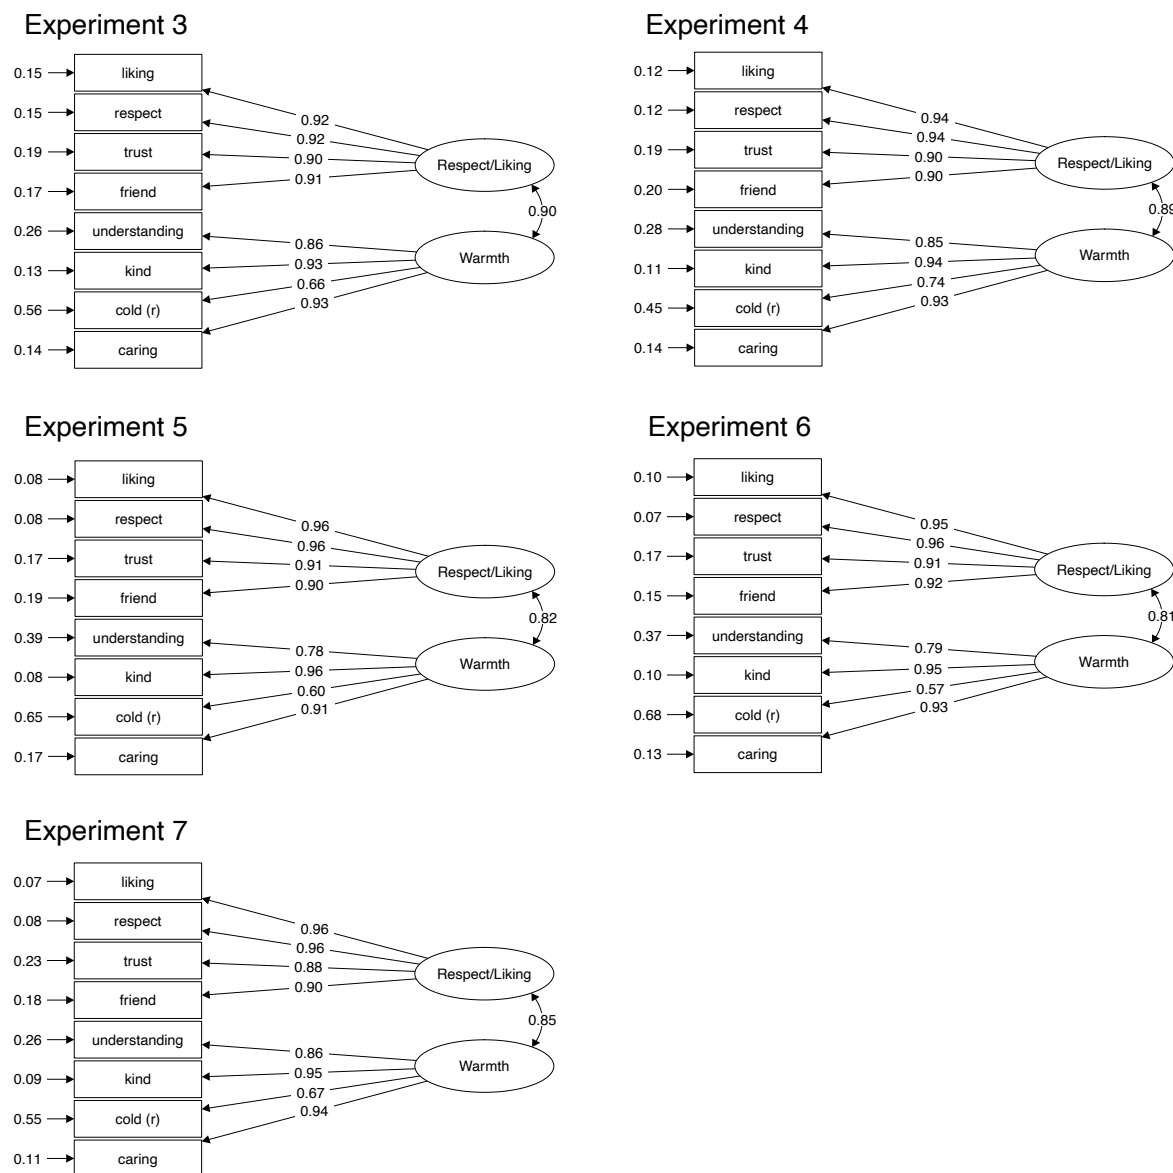 Experiment 3
0.15
liking
0.15
respect
0.19
trust
0.17
friend
0.26
understanding
0.13
kind
0.56
cold (r)
0.14
caring
0.92
0.92
0.90
0.91
0.86
0.93
0.66
0.93
Respect/Liking
0.90
Warmth
Experiment 4
0.12
liking
0.12
respect
0.19
trust
0.20
friend
0.28
understanding
0.11
kind
0.45
cold (r)
0.14
caring
0.94
0.94
0.90
0.90
0.85
0.94
0.74
0.93
Respect/Liking
0.89
Warmth
Experiment 5
0.08
liking
0.08
respect
0.17
trust
0.19
friend
0.39
understanding
0.08
kind
0.65
cold (r)
0.17
caring
0.96
0.96
0.91
0.90
0.78
0.96
0.60
0.91
Respect/Liking
0.82
Warmth
Experiment 6
0.10
liking
0.07
respect
0.17
trust
0.15
friend
0.37
understanding
0.10
kind
0.68
cold (r)
0.13
caring
0.95
0.96
0.91
0.92
0.79
0.95
0.57
0.93
Respect/Liking
0.81
Warmth
Experiment 7
0.07
liking
0.08
respect
0.23
trust
0.18
friend
0.26
understanding
0.09
kind
0.55
cold (r)
0.11
caring
0.96
0.96
0.88
0.90
0.86
0.95
0.67
0.94
Respect/Liking
0.85
Warmth